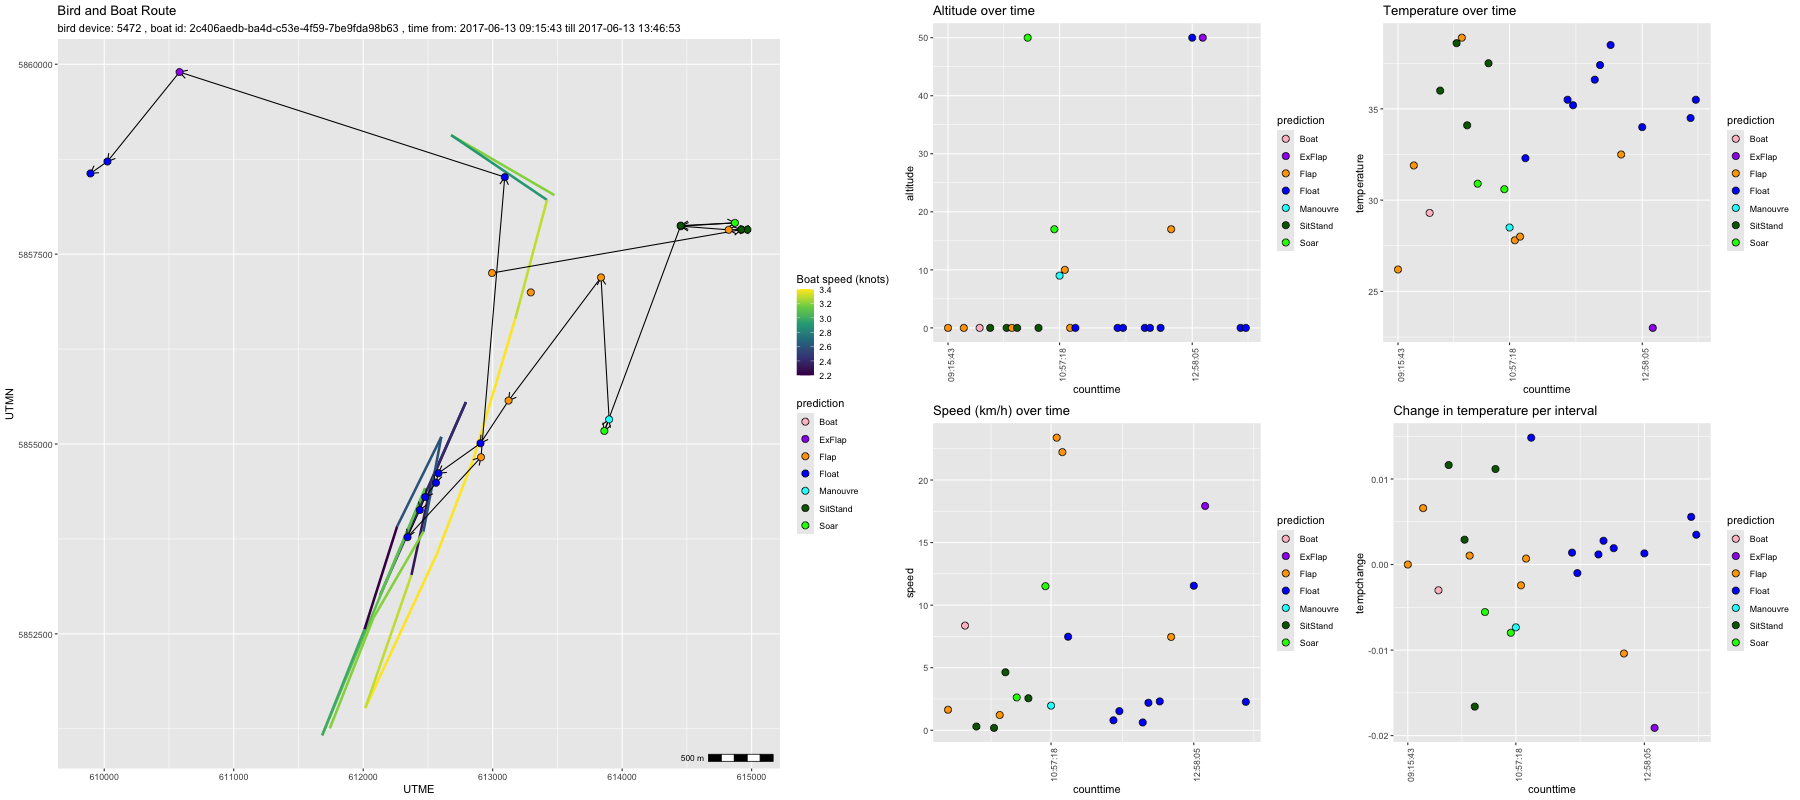 Bird and Boat Route
bird device: 5472 , boat id: 2c406aedb-ba4d-c53e-4f59-7be9fda98b63 , time from: 2017-06-13 09:15:43 till 2017-06-13 13:46:53
5860000
5857500
5855000
5852500
UTMN
610000
611000
612000
613000
614000
615000
UTME
500 m
Boat speed (knots)
3.4
3.2
3.0
2.8
2.6
2.4
2.2
prediction
Boat
ExFlap
Flap
Float
Manouvre
SitStand
Soar
Altitude over time
50
40
30
20
10
0
altitude
09:15:43
10:57:18
12:58:05
counttime
prediction
Boat
ExFlap
Flap
Float
Manouvre
SitStand
Soar
Temperature over time
35
30
25
temperature
09:15:43
10:57:18
12:58:05
counttime
prediction
Boat
ExFlap
Flap
Float
Manouvre
SitStand
Soar
Speed (km/h) over time
20
15
10
5
0
speed
10:57:18
12:58:05
counttime
prediction
Boat
ExFlap
Flap
Float
Manouvre
SitStand
Soar
Change in temperature per interval
0.01
0.00
-0.01
-0.02
tempchange
09:15:43
10:57:18
12:58:05
counttime
prediction
Boat
ExFlap
Flap
Float
Manouvre
SitStand
Soar